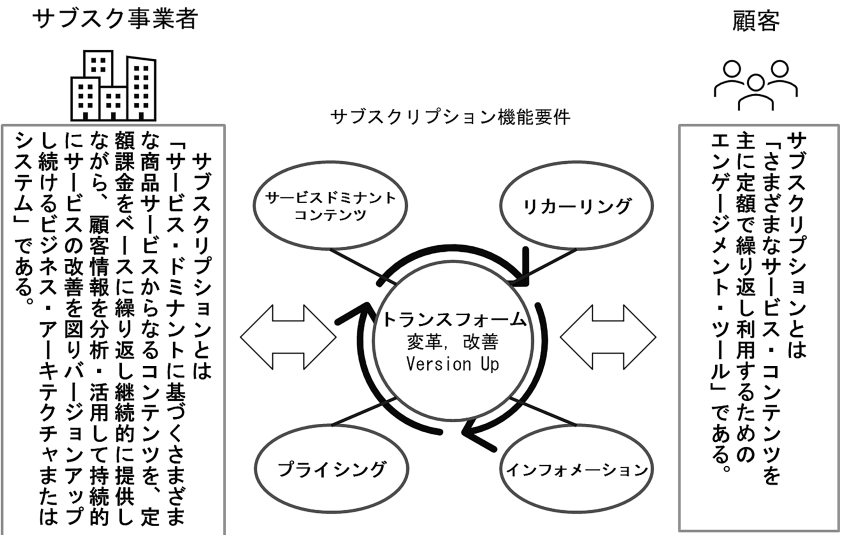 サブスク事業者
サブスクリプションとは
「サービス・ドミナントに基づくさまざま
な商品サービスからなるコンテンツを、定
額課金をベースに繰り返し継続的に提供し
ながら、顧客情報を分析・活用して持続的
にサービスの改善を図りバージョンアップ
し続けるビジネス・アーキテクチャまたは
システム」である。
サブスクリプション機能要件
サービスドミナント
コンテンツ
リカーリング
トランスフォーム
変革，改善
Version Up
プライシング
インフォメーション
顧客
サブスクリプションとは
「さまざまなサービス・コンテンツを
主に定額で繰り返し利用するための
エンゲージメント・ツール」である。